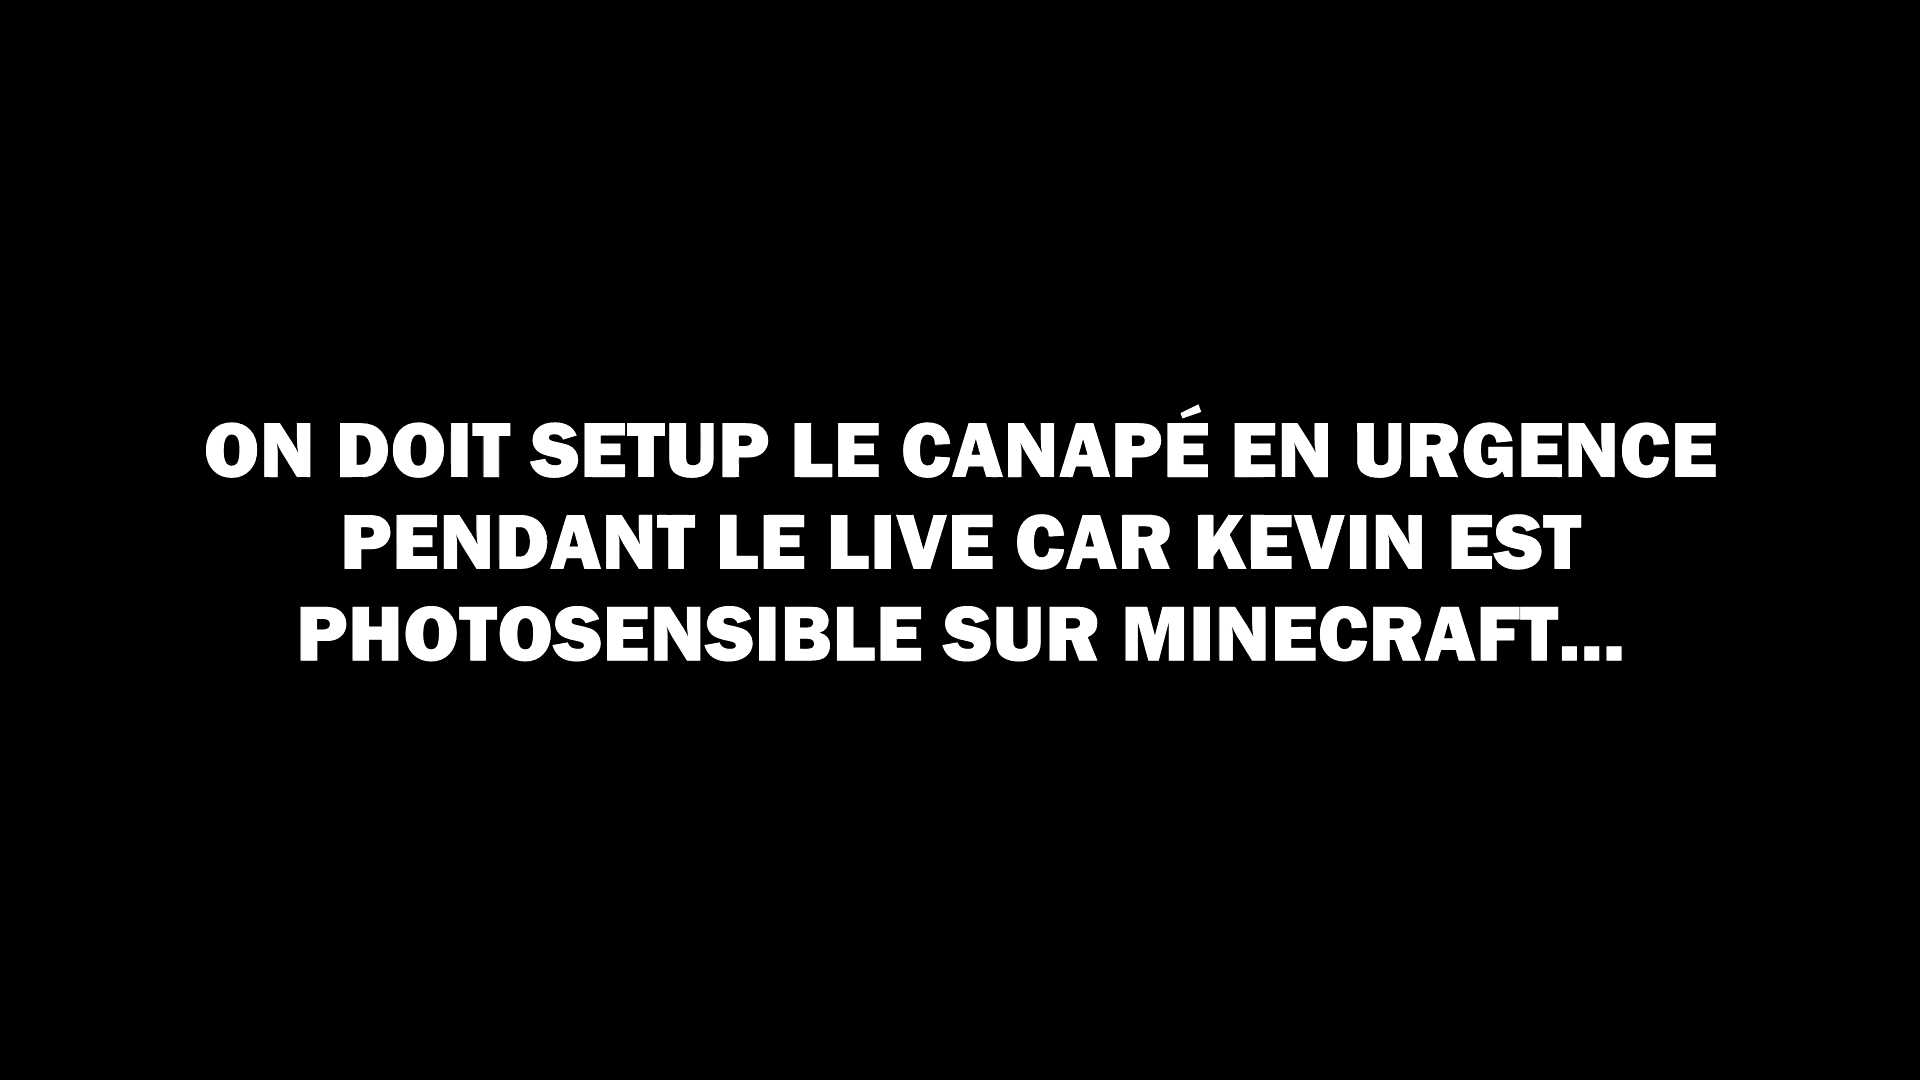 ON DOIT SETUP LE CANAPÉ EN URGENCE
PENDANT LE LIVE CAR KEVIN EST
PHOTOSENSIBLE SUR MINECRAFT...